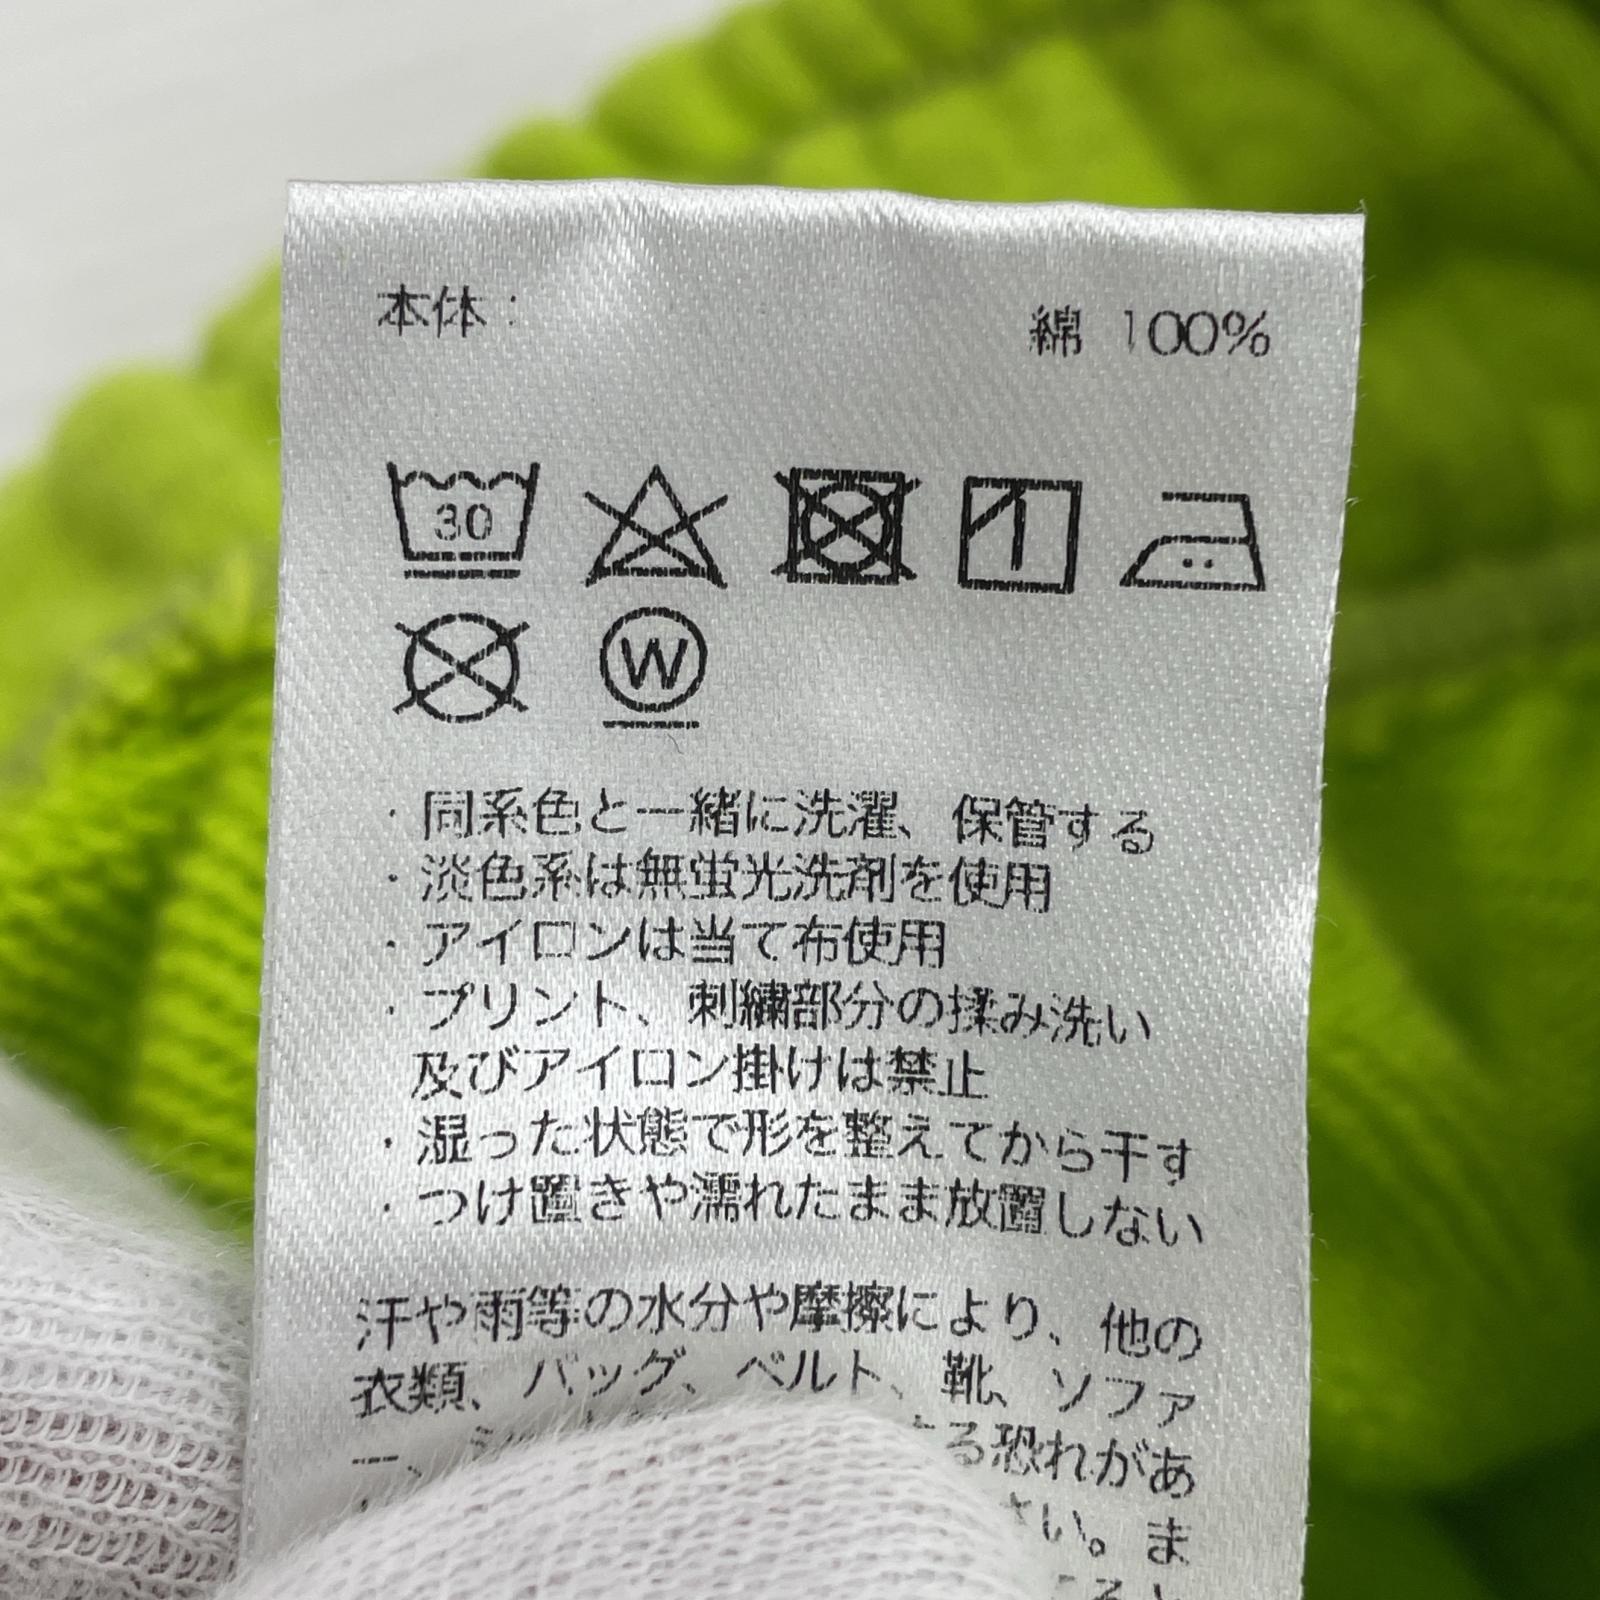 本体： 綿 100%
30
W
・同系色と一緒に洗濯、保管する
・淡色系は無蛍光洗剤を使用
・アイロンは当て布使用
・プリント、刺繍部分の揉み洗い
及びアイロン掛けは禁止
・湿った状態で形を整えてから干す
・つけ置きや濡れたまま放置しない
汗や雨等の水分や摩擦により、他の
衣類、バッグ、ベルト、靴、ソファ
ー、 る恐れがあ
さい。ま